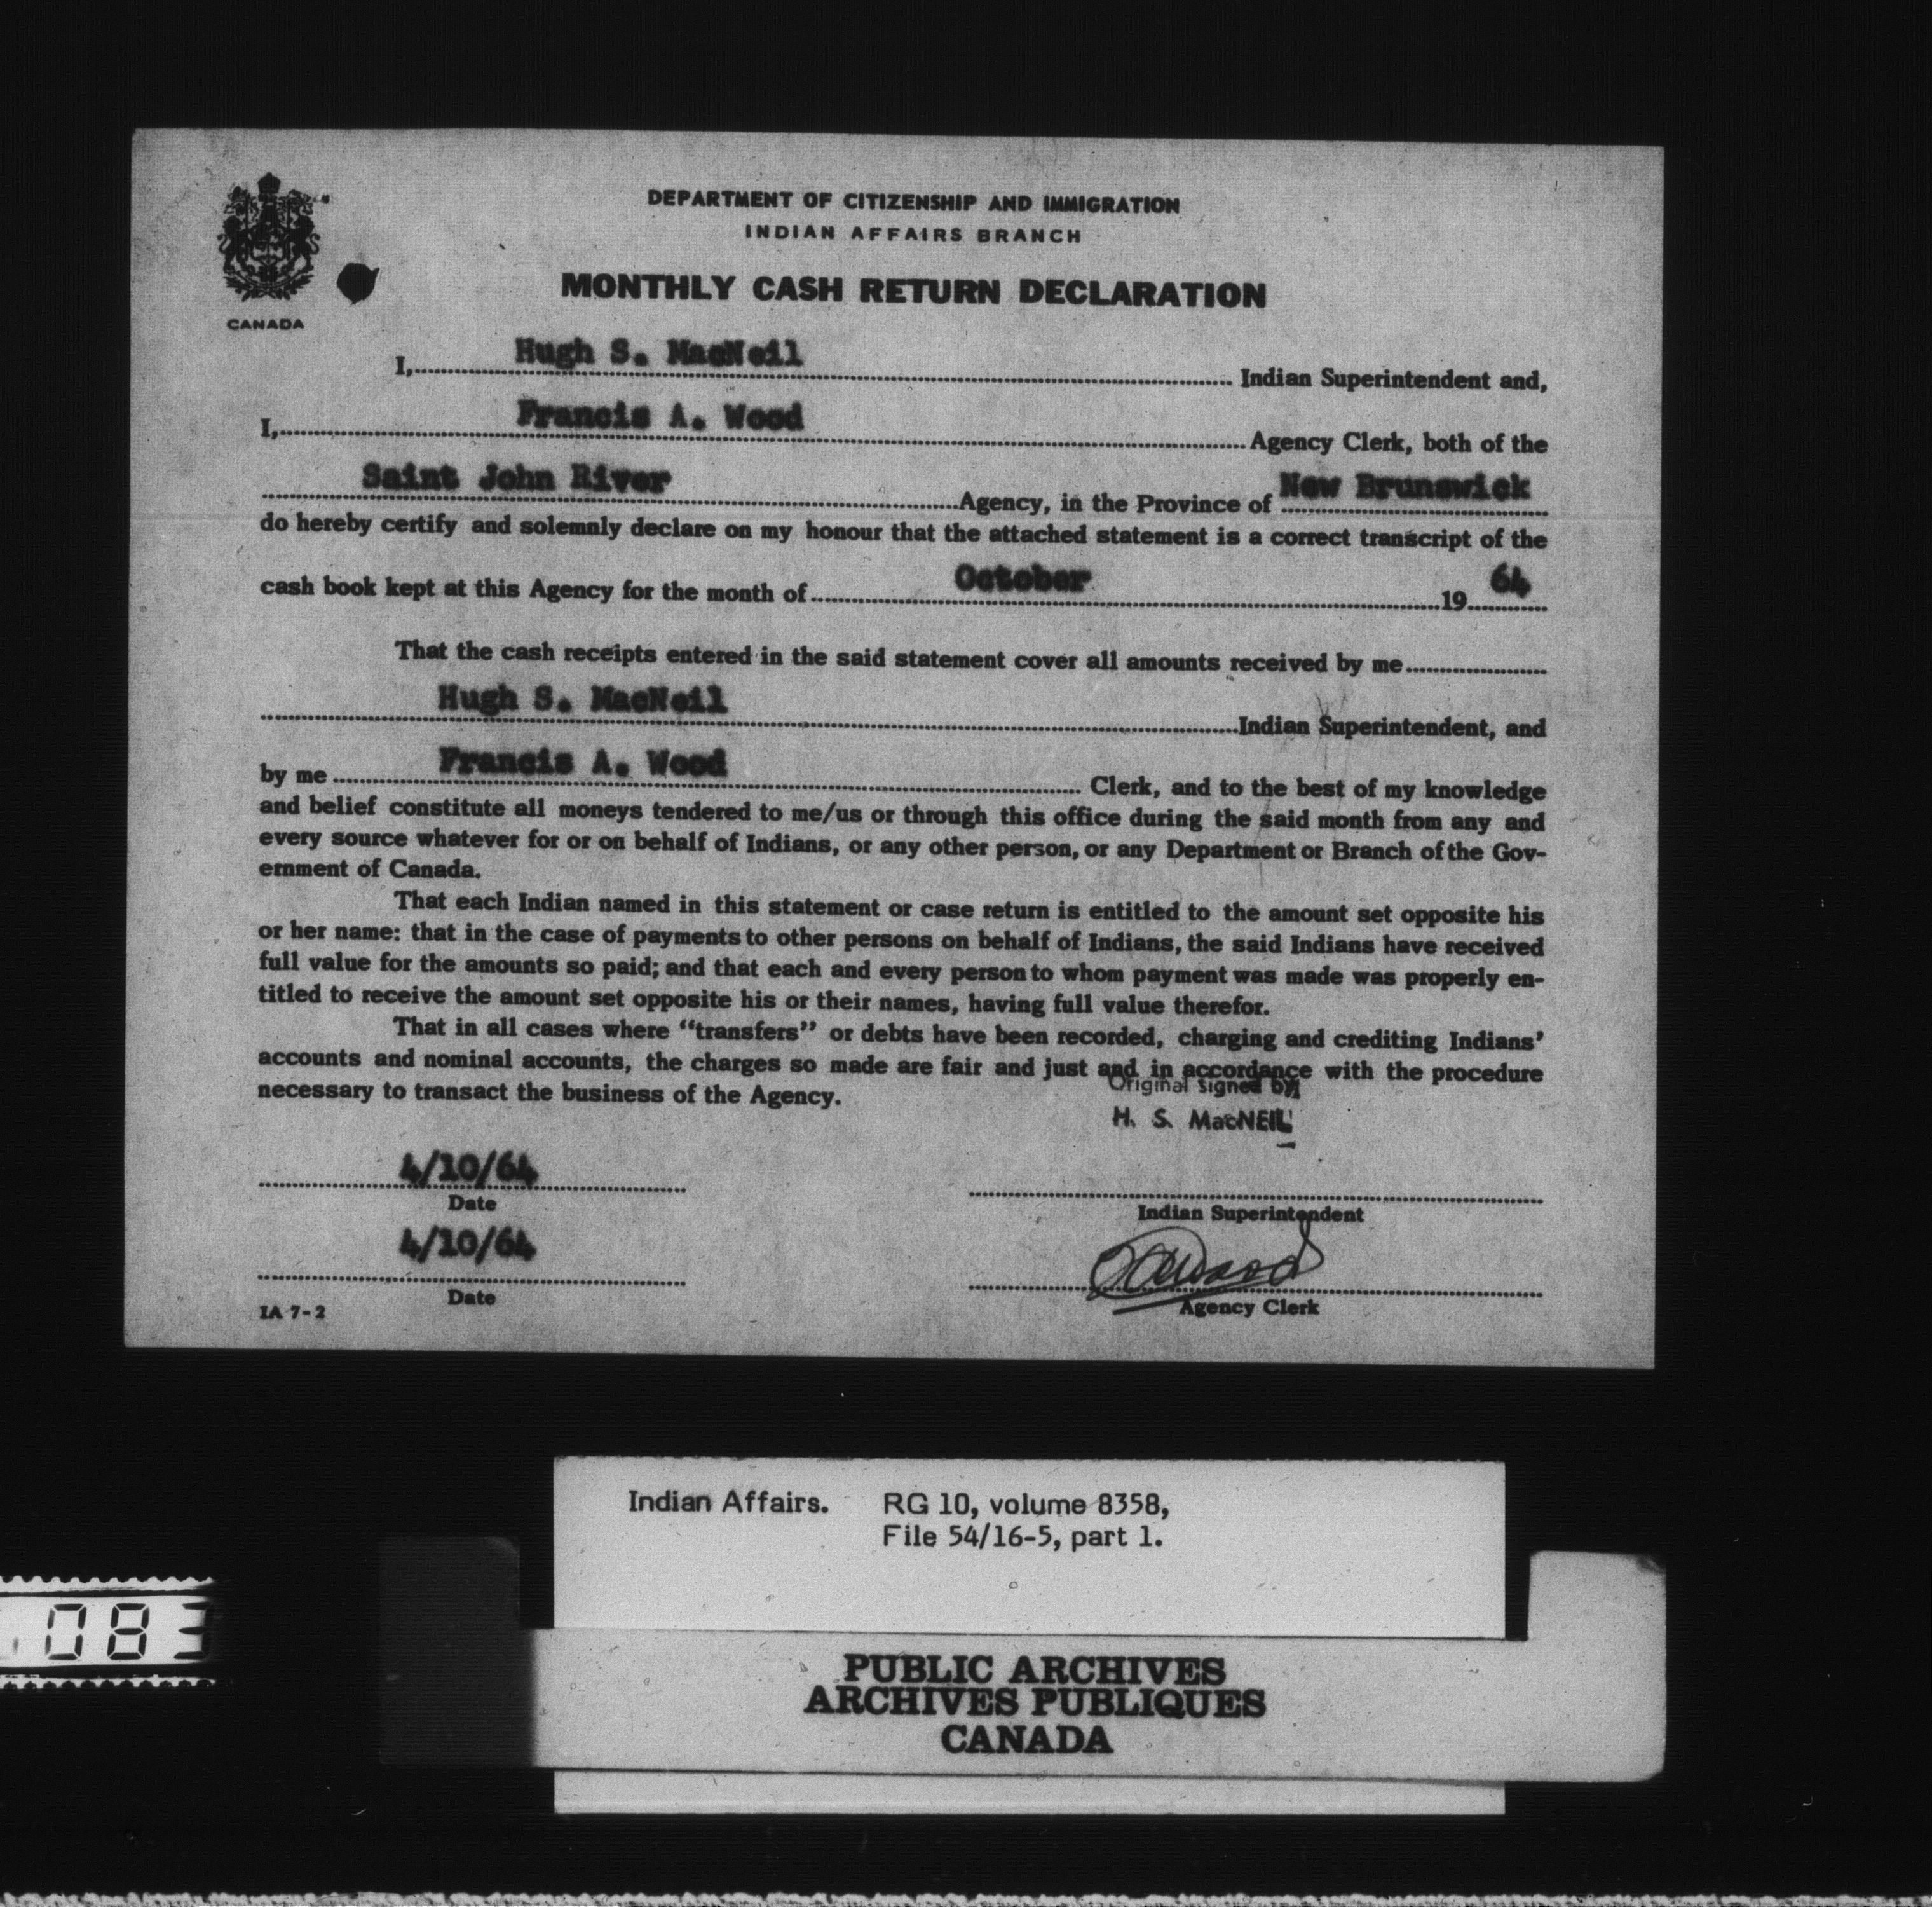 DEPARTMENT OF CITIZENSHIP AND IMMIGRATION
INDIAN AFFAIRS BRANCH
MONTHLY CASH RETURN DECLARATION
CANADA
I, Hugh S. MacNeil Indian Superintendent and,
I, Francis A. Wood Agency Clerk, both of the
Saint John River Agency, in the Province of New Brunswick
do hereby certify and solemnly declare on my honour that the attached statement is a correct transcript of the
cash book kept at this Agency for the month of October 19 64
That the cash receipts entered in the said statement cover all amounts received by me
Hugh S. MacNeil Indian Superintendent, and
by me Francis A. Wood Clerk, and to the best of my knowledge
and belief constitute all moneys tendered to me/us or through this office during the said month from any and
every source whatever for or on behalf of Indians, or any other person, or any Department or Branch of the Gov-
ernment of Canada.
That each Indian named in this statement or case return is entitled to the amount set opposite his
or her name: that in the case of payments to other persons on behalf of Indians, the said Indians have received
full value for the amounts so paid; and that each and every person to whom payment was made was properly en-
titled to receive the amount set opposite his or their names, having full value therefor.
That in all cases where “transfers” or debts have been recorded, charging and crediting Indians’
accounts and nominal accounts, the charges so made are fair and just and in accordance with the procedure
necessary to transact the business of the Agency.
Original signed by
H. S. MacNEIL
4/10/64
Date
Indian Superintendent
4/10/64
Date
FAWood
Agency Clerk
IA 7-2
Indian Affairs. RG 10, volume 8358,
File 54/16-5, part 1.
083
PUBLIC ARCHIVES
ARCHIVES PUBLIQUES
CANADA